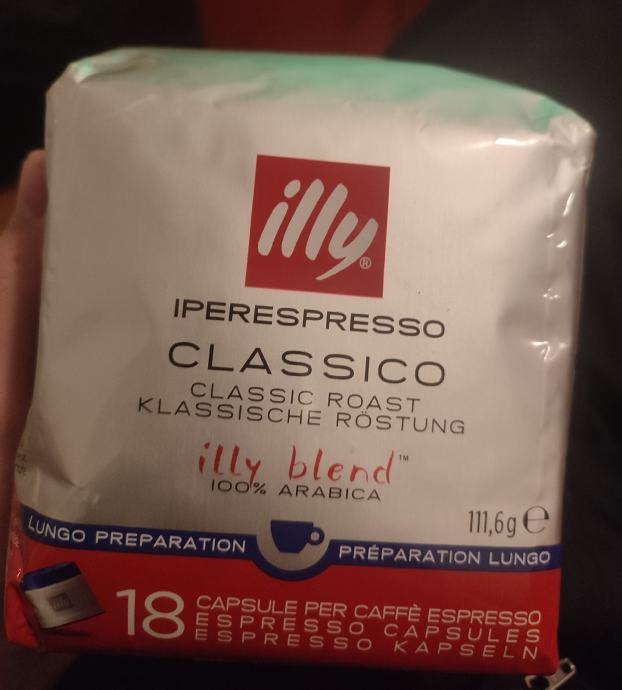 illy®
IPERESPRESSO
CLASSICO
CLASSIC ROAST
KLASSISCHE RÖSTUNG
illy blend™
100% ARABICA
111,6g ℮
LUNGO PREPARATION
PRÉPARATION LUNGO
illy
18
CAPSULE PER CAFFÈ ESPRESSO
ESPRESSO CAPSULES
ESPRESSO KAPSELN